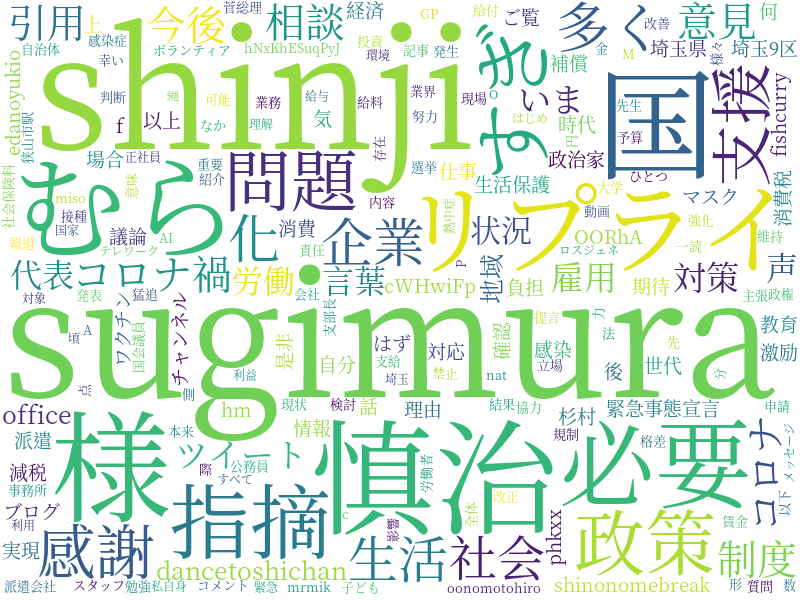 shinji
sugimura
国
慎治
必要
リプライ
むら
すぎ
様
問題
指摘
政策
感謝
支援
企業
化
社会
生活
制度
コロナ
コロナ禍
代表
引用
今後
相談
多く
意見
いま
労働
言葉
状況
地域
雇用
対策
声
office
dancetoshichan
shinonomebreak
phkxx
oonomotohiro
mrmik
edanoyukio
fishcurry
hNxKhESuqPyJ
cWHwiFp
OORhA
ツイート
チャンネル
ワクチン
ブログ
減税
派遣
実現
情報
理由
杉村
緊急事態宣言
世代
後
感染
確認
期待
負担
対応
はず
自分
是非
話
hm
議論
消費
場合
以上
f
気
ご覧
補償
時代
政治家
生活保護
仕事
マスク
消費税
埼玉県
埼玉9区
教育
激励
何
様々
経済
菅総理
GP
給付
改善
金
M
自治体
感染症
ボランティア
幸い
投資
記事
発生
環境
判断
可能
業務
給与
給料
業界
努力
現場
先生
はじめ
円
予算
なか
理解
存在
選挙
ひとつ
正社員
重要
紹介
内容
動画
大学
強化
狭山市駅
社会保険料
miso
接種
意味
国家
AI
責任
熱中症
ロスジェネ
一読
維持
報道
テレワーク
対象
発表
猛追
会社
主張
政権
支部長
提言
力
法
国会議員
A
頃
点
利益
支給
埼玉
禁止
立場
nat
先
分
現状
検討
結果
協力
申請
本来
規制
格差
メッセージ
以下
事務所
際
公務員
すべて
労働者
改正
賃金
利用
c
影響
全体
派遣会社
スタッフ
勉強
私自身
コメント
緊急
子ども
形
質問
数
上
P
o